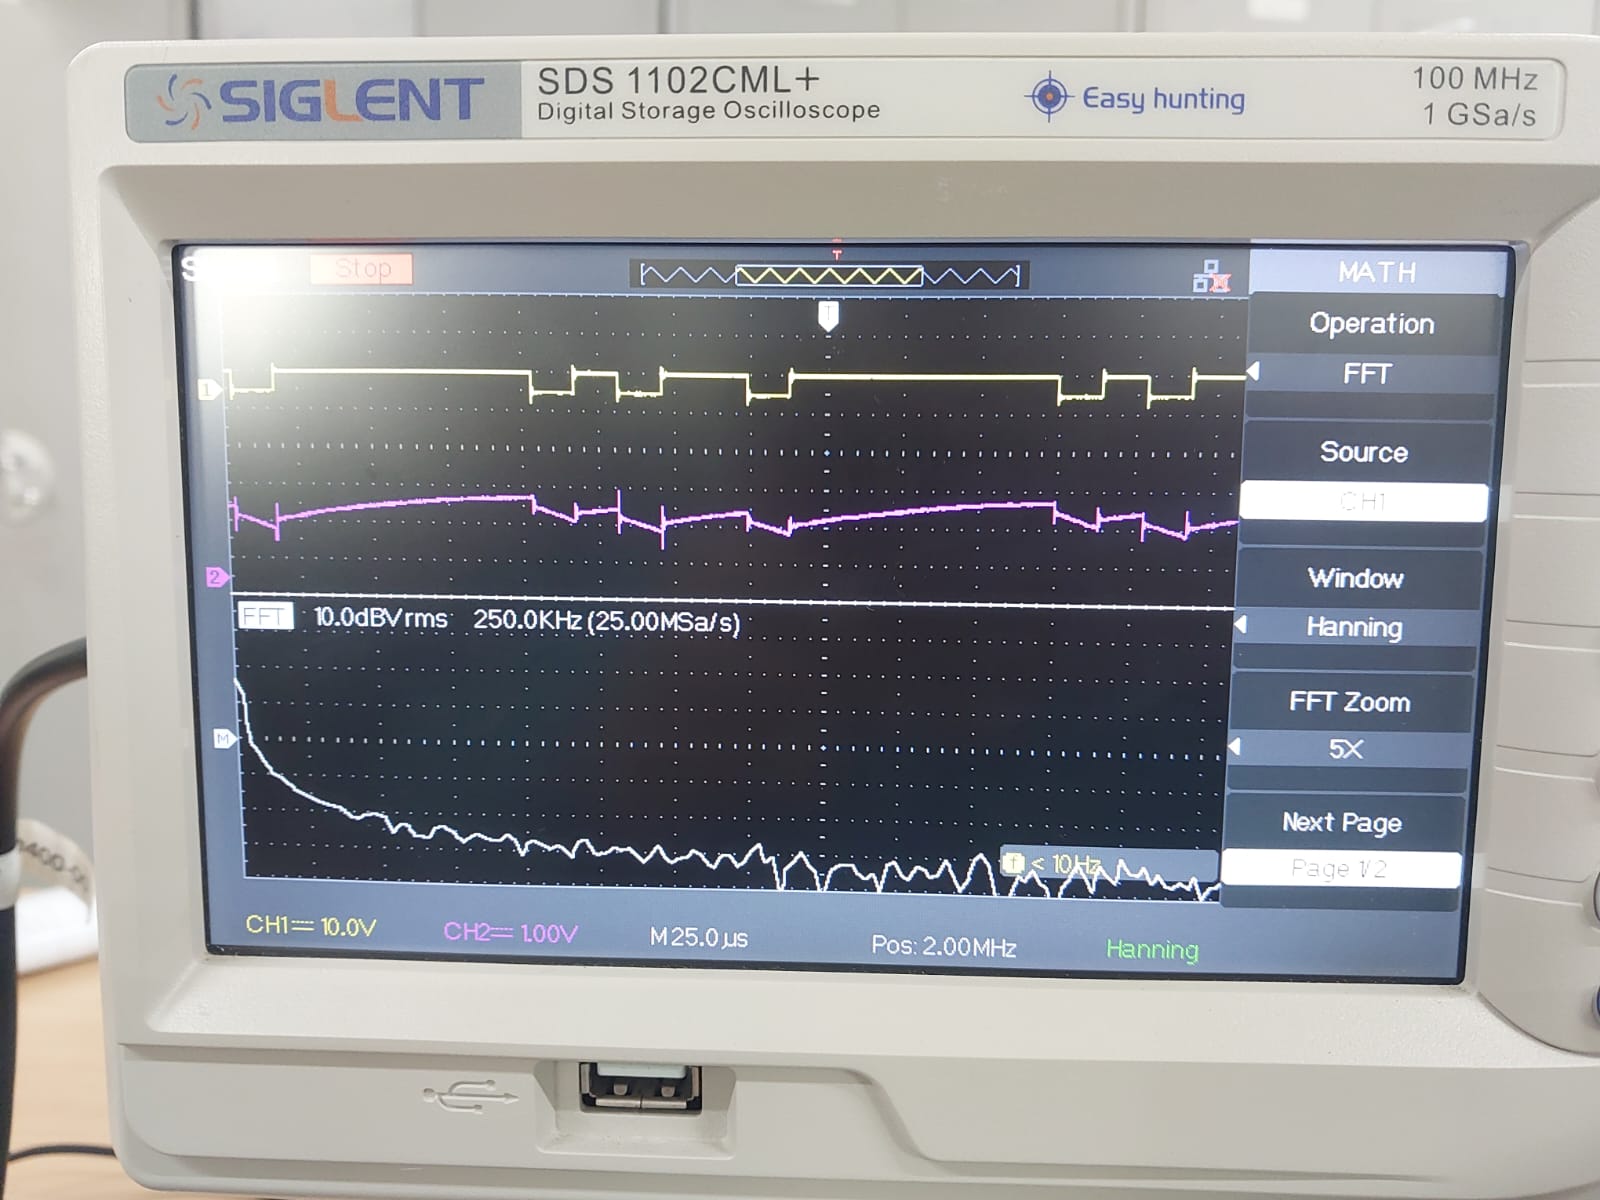 SIGLENT
SDS 1102CML+
Digital Storage Oscilloscope
Easy hunting
100 MHz
1 GSa/s
Stop
T
MATH
T
Operation
1
FFT
Source
CH1
2
Window
FFT 10.0dBVrms 250.0KHz (25.00MSa/s)
Hanning
FFT Zoom
M
5X
Next Page
f < 10Hz
Page 1/2
CH1 10.0V CH2 1.00V M 25.0µs Pos: 2.00MHz Hanning